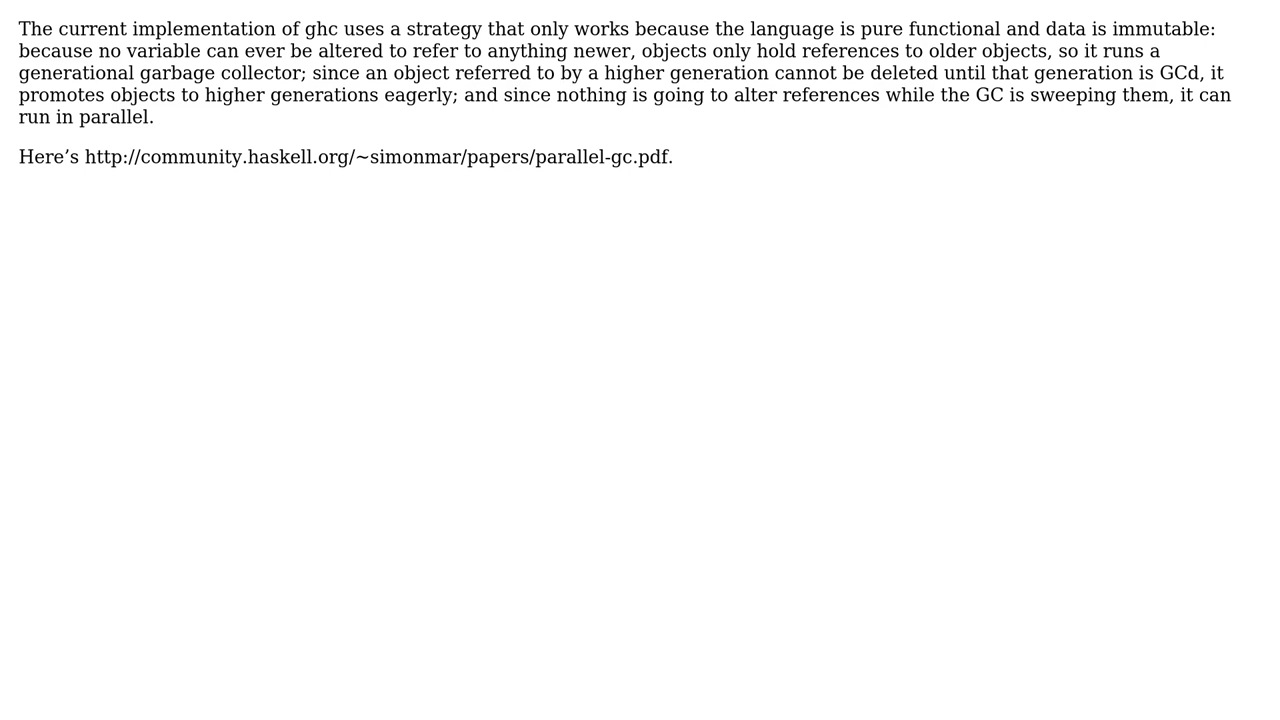 The current implementation of ghc uses a strategy that only works because the language is pure functional and data is immutable:
because no variable can ever be altered to refer to anything newer, objects only hold references to older objects, so it runs a
generational garbage collector; since an object referred to by a higher generation cannot be deleted until that generation is GCd, it
promotes objects to higher generations eagerly; and since nothing is going to alter references while the GC is sweeping them, it can
run in parallel.
Here’s http://community.haskell.org/~simonmar/papers/parallel-gc.pdf.